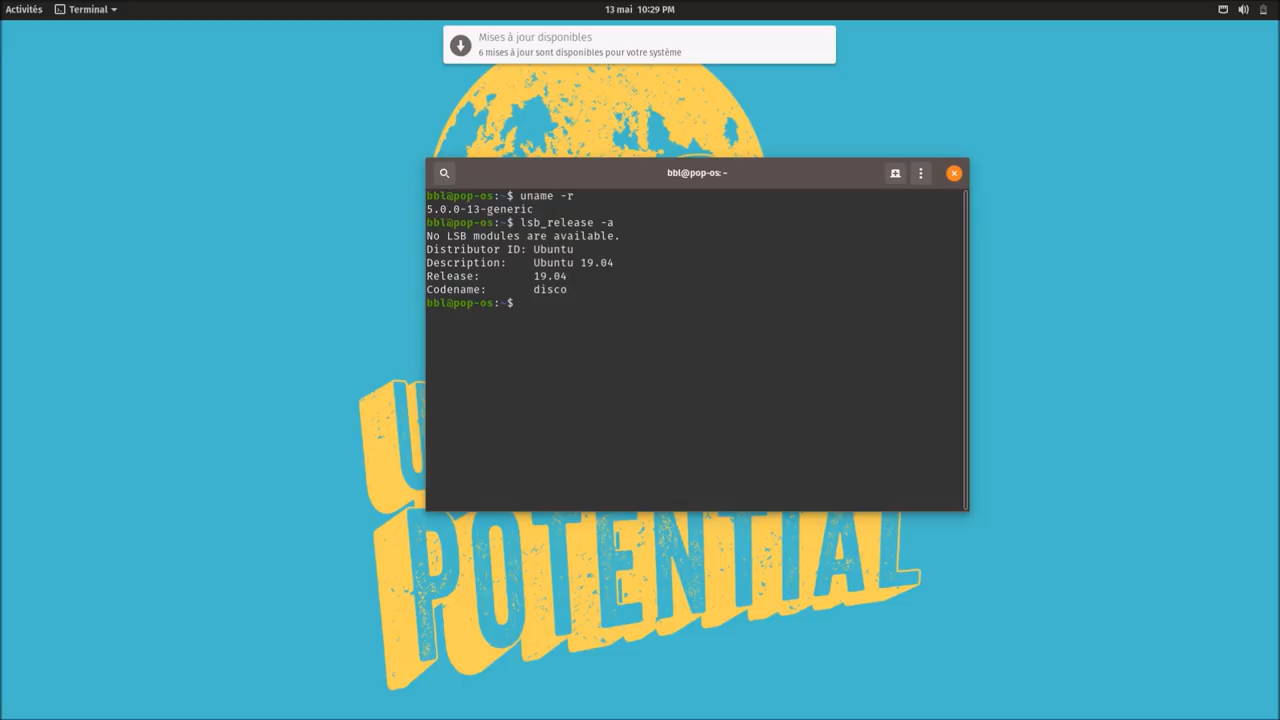 Activités Terminal 13 mai 10:29 PM
Mises à jour disponibles
6 mises à jour sont disponibles pour votre système
bbl@pop-os: ~
bbl@pop-os:~$ uname -r
5.0.0-13-generic
bbl@pop-os:~$ lsb_release -a
No LSB modules are available.
Distributor ID: Ubuntu
Description: Ubuntu 19.04
Release: 19.04
Codename: disco
bbl@pop-os:~$
U
POTENTIAL